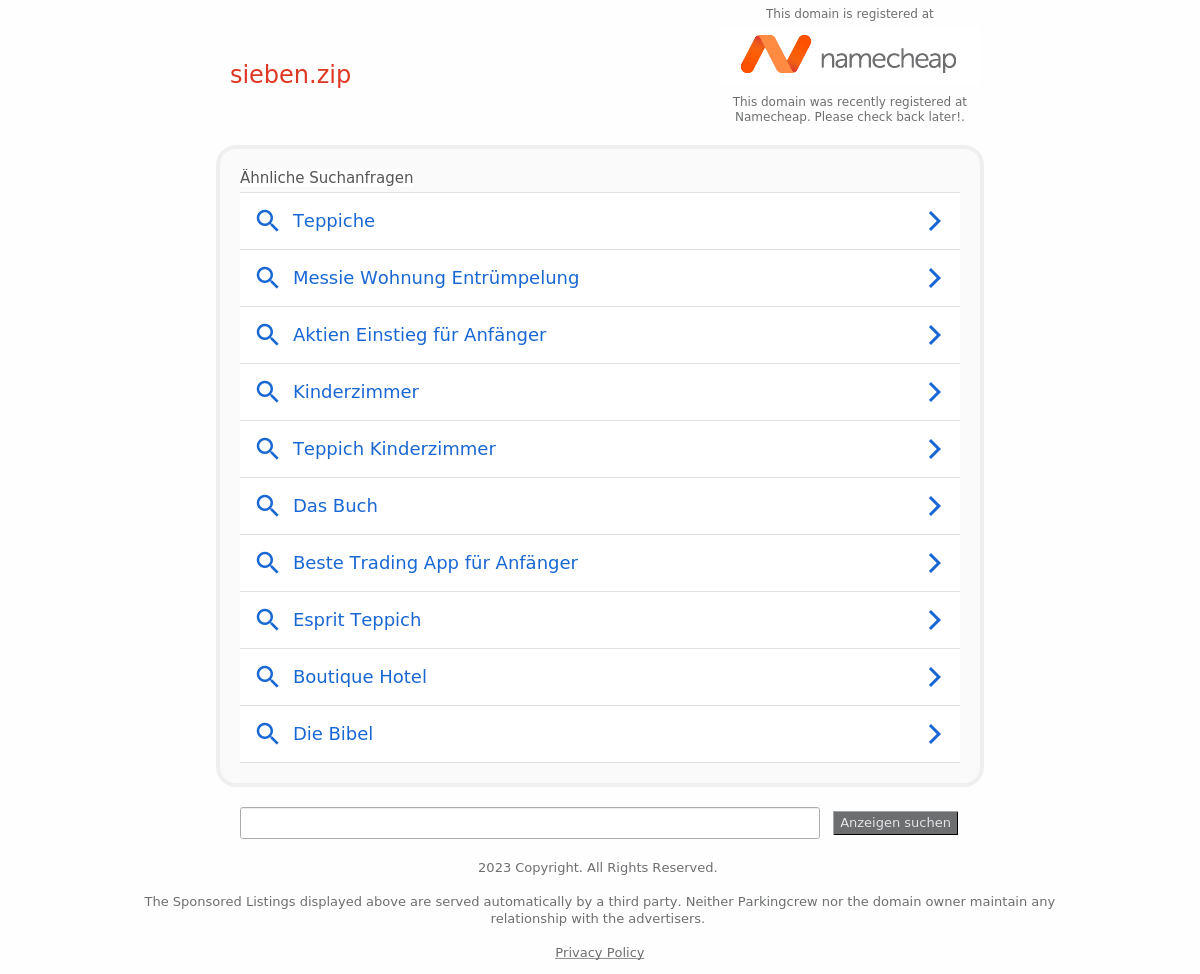 This domain is registered at
namecheap
sieben.zip
This domain was recently registered at
Namecheap. Please check back later!.
Ähnliche Suchanfragen
Teppiche
Messie Wohnung Entrümpelung
Aktien Einstieg für Anfänger
Kinderzimmer
Teppich Kinderzimmer
Das Buch
Beste Trading App für Anfänger
Esprit Teppich
Boutique Hotel
Die Bibel
Anzeigen suchen
2023 Copyright. All Rights Reserved.
The Sponsored Listings displayed above are served automatically by a third party. Neither Parkingcrew nor the domain owner maintain any
relationship with the advertisers.
Privacy Policy